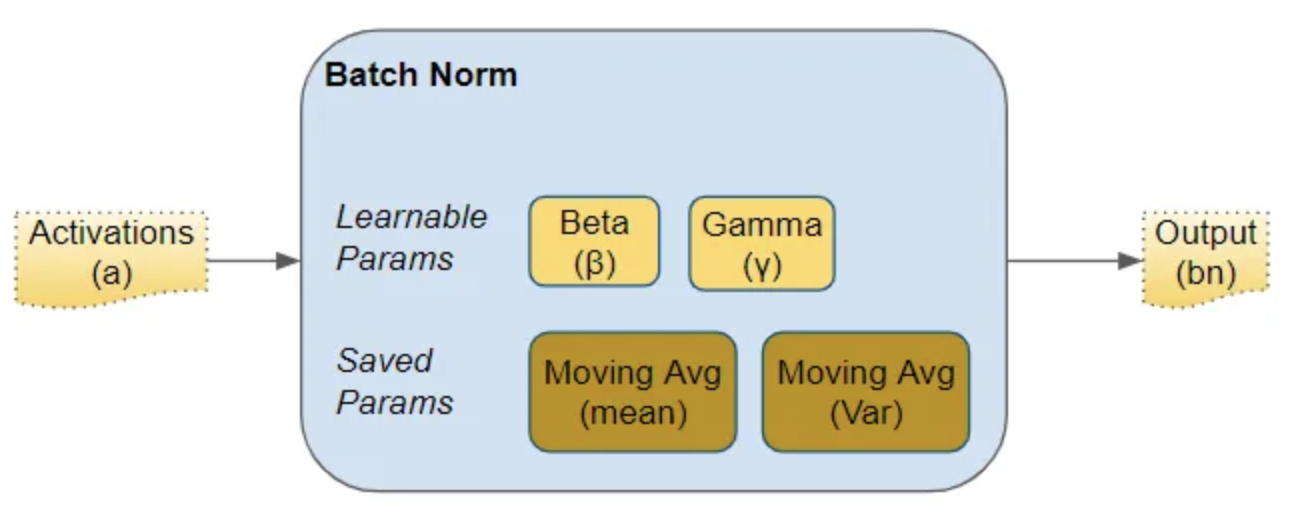 Batch Norm
Activations
(a)
Learnable
Params
Beta
(β)
Gamma
(γ)
Output
(bn)
Saved
Params
Moving Avg
(mean)
Moving Avg
(Var)